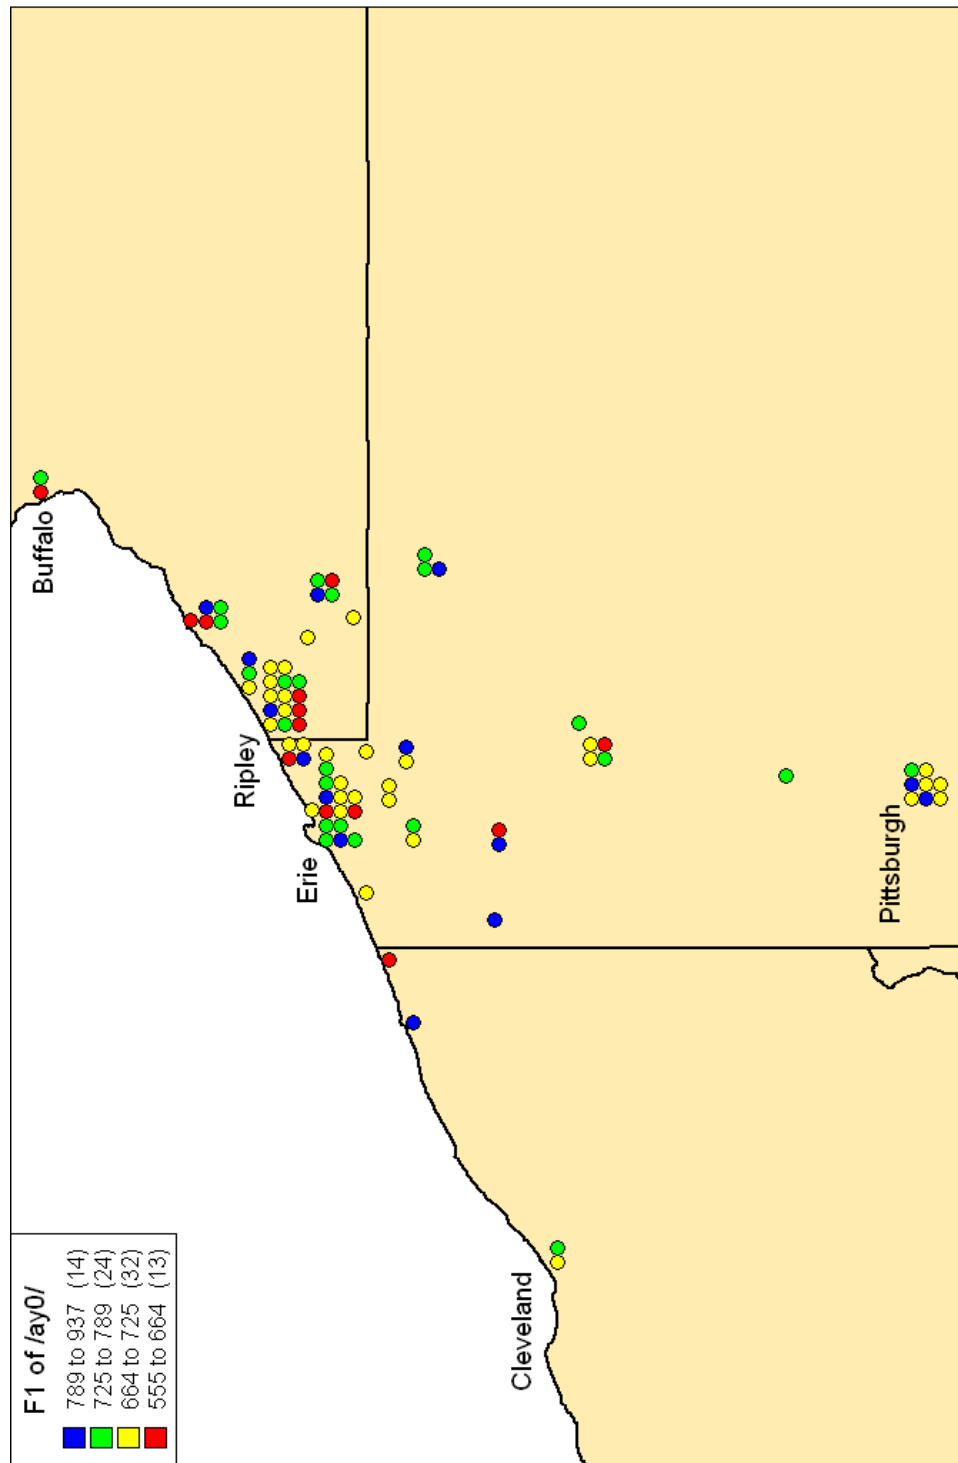 F1 of /ay0/
789 to 937 (14)
725 to 789 (24)
664 to 725 (32)
555 to 664 (13)
Buffalo
Ripley
Erie
Cleveland
Pittsburgh